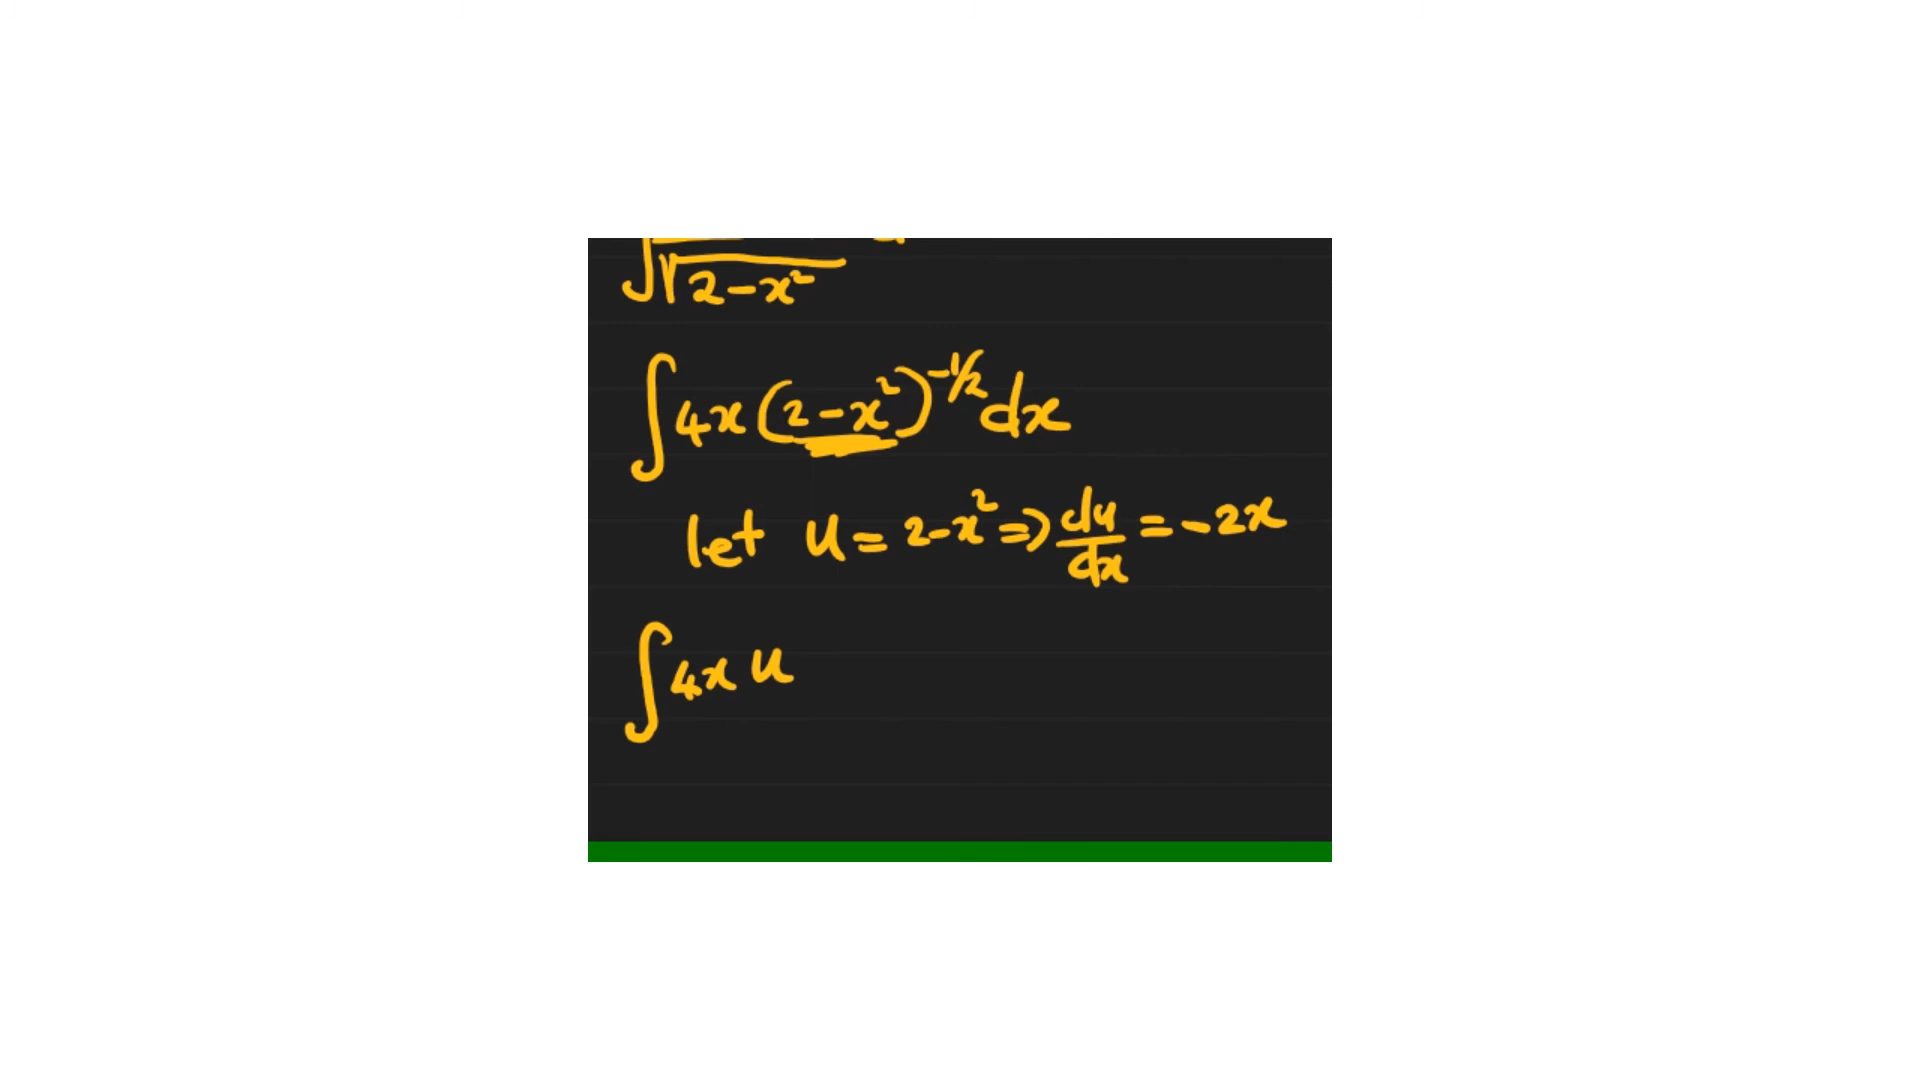 ∫ √2-x²
∫4x(2-x²)^-1/2 dx
let u = 2-x² ⇒ du/dx = -2x
∫4x u